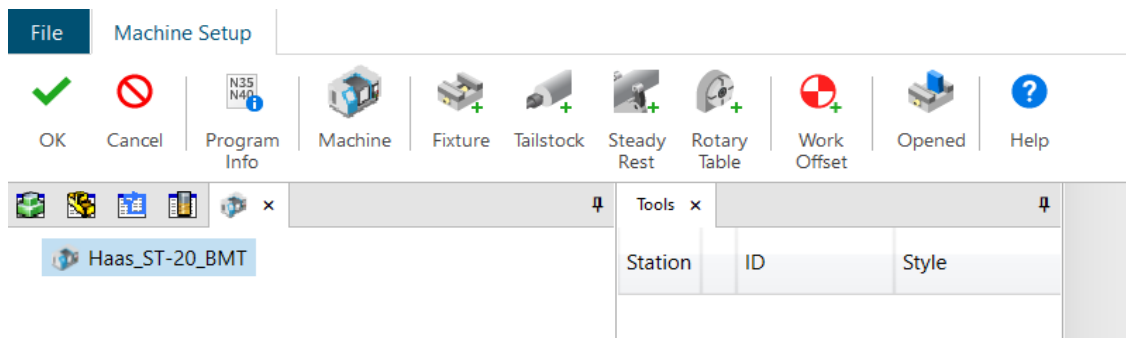 File Machine Setup
N35
N40
OK Cancel Program Info Machine Fixture Tailstock Steady Rest Rotary Table Work Offset Opened Help
Tools
Haas_ST-20_BMT
Station ID Style